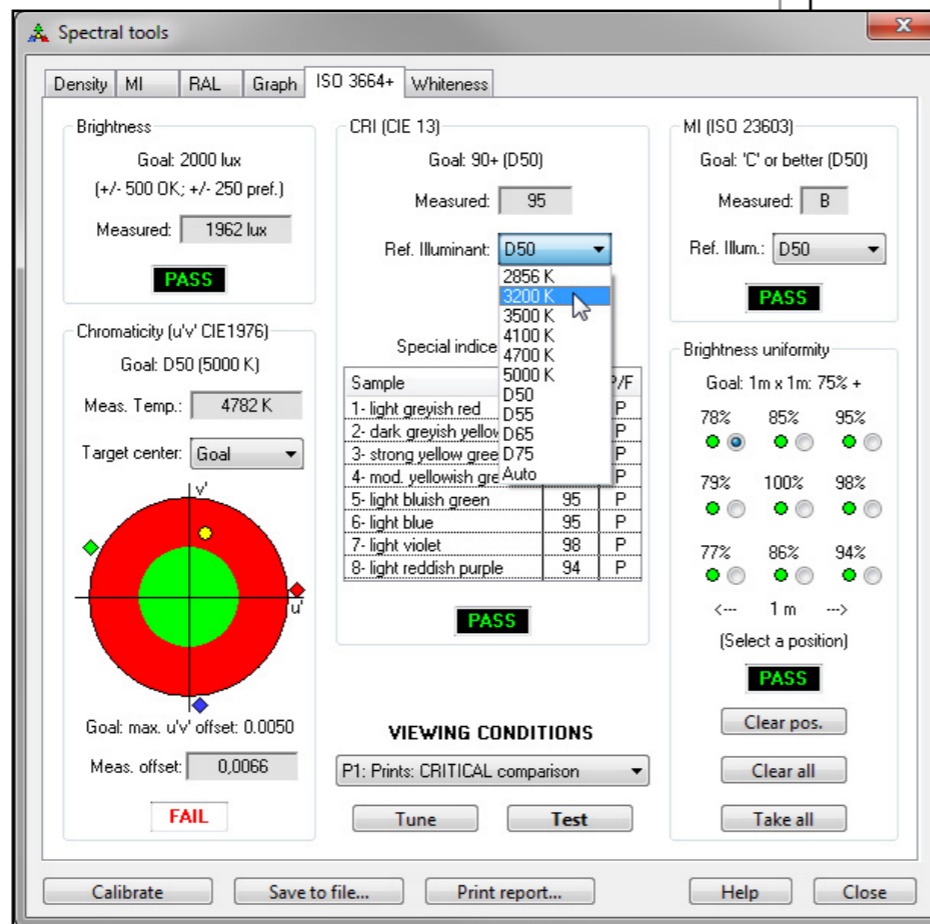 Spectral tools
Density MI RAL Graph ISO 3664+ Whiteness
Brightness
Goal: 2000 lux
(+/- 500 OK; +/- 250 pref.)
Measured: 1962 lux
PASS
Chromaticity (u'v' CIE1976)
Goal: D50 (5000 K)
Meas. Temp.: 4782 K
Target center: Goal
v'
u'
Goal: max. u'v' offset: 0.0050
Meas. offset: 0,0066
FAIL
CRI (CIE 13)
Goal: 90+ (D50)
Measured: 95
Ref. Illuminant: D50
2856 K
3200 K
3500 K
4100 K
4700 K
5000 K
D50
D55
D65
D75
Auto
Special indice
Sample P/F
1- light greyish red P
2- dark greyish yellow P
3- strong yellow gree P
4- mod. yellowish gre P
5- light bluish green 95 P
6- light blue 95 P
7- light violet 98 P
8- light reddish purple 94 P
PASS
VIEWING CONDITIONS
P1: Prints: CRITICAL comparison
Tune Test
MI (ISO 23603)
Goal: 'C' or better (D50)
Measured: B
Ref. Illum.: D50
PASS
Brightness uniformity
Goal: 1m x 1m: 75% +
78% 85% 95%
79% 100% 98%
77% 86% 94%
<--- 1 m --->
(Select a position)
PASS
Clear pos.
Clear all
Take all
Calibrate Save to file... Print report... Help Close